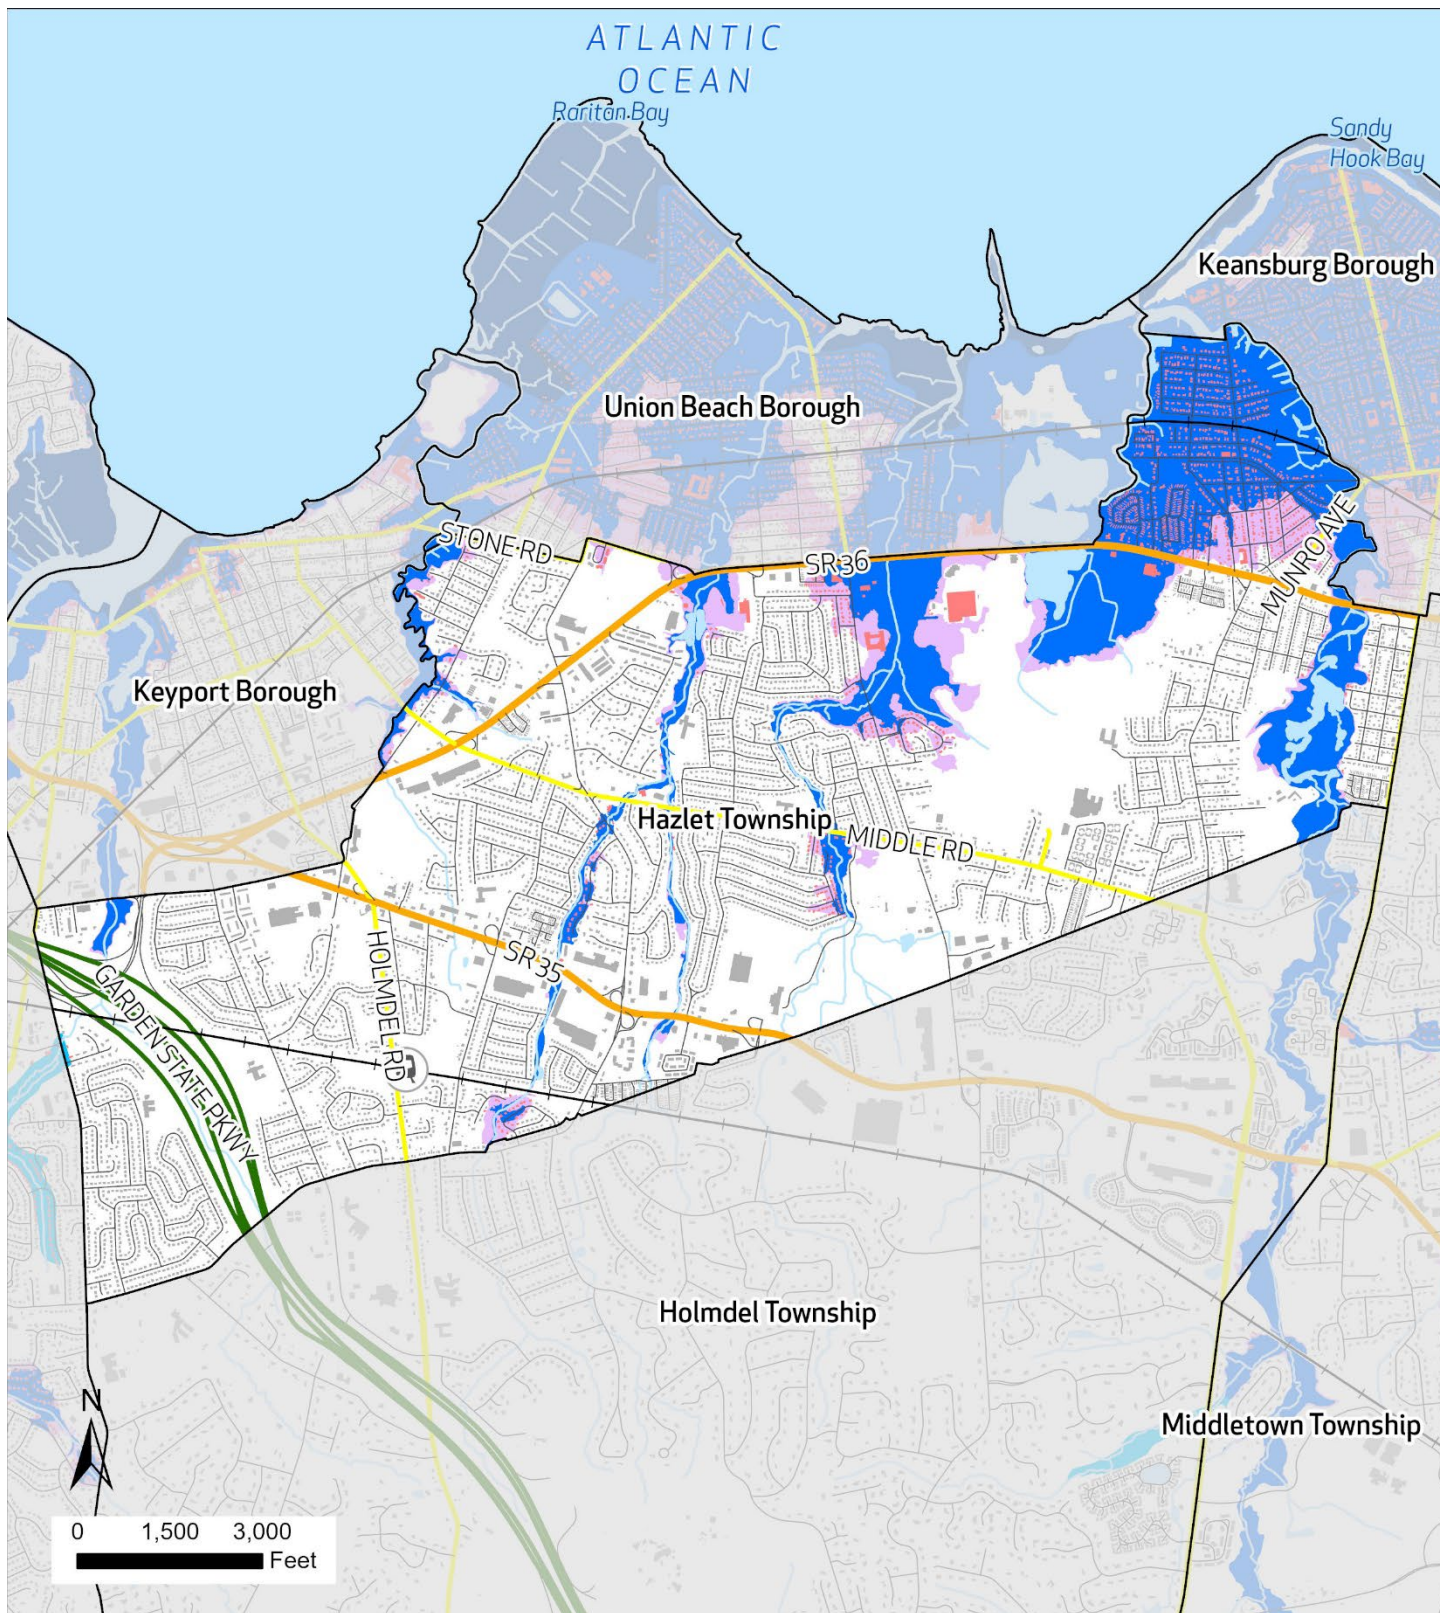 ATLANTIC
OCEAN
Raritan Bay
Sandy
Hook Bay
Keansburg Borough
Union Beach Borough
STONE RD
SR 36
MUNRO AVE
Keyport Borough
Hazlet Township
MIDDLE RD
HOLMDEL RD
SR 35
GARDEN STATE PKWY
Holmdel Township
N
Middletown Township
0 1,500 3,000
Feet